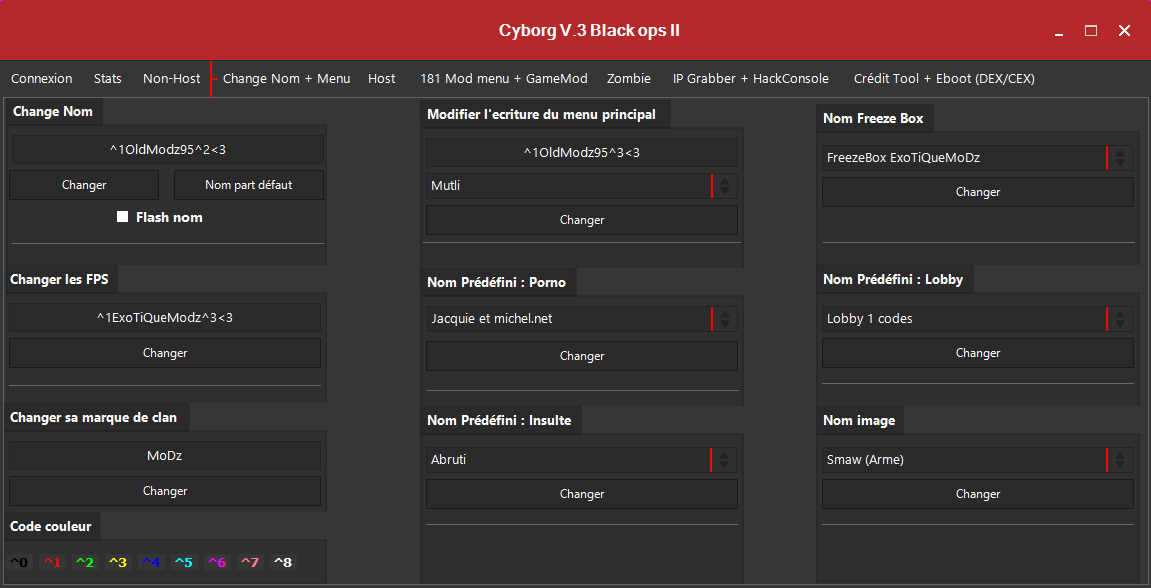 Cyborg V.3 Black ops II
Connexion Stats Non-Host Change Nom + Menu Host 181 Mod menu + GameMod Zombie IP Grabber + HackConsole Crédit Tool + Eboot (DEX/CEX)
Change Nom
^1OldModz95^2<3
Changer Nom part défaut
Flash nom
Changer les FPS
^1ExoTiQueModz^3<3
Changer
Changer sa marque de clan
MoDz
Changer
Code couleur
^0 ^1 ^2 ^3 ^4 ^5 ^6 ^7 ^8
Modifier l'ecriture du menu principal
^1OldModz95^3<3
Mutli
Changer
Nom Prédéfini : Porno
Jacquie et michel.net
Changer
Nom Prédéfini : Insulte
Abruti
Changer
Nom Freeze Box
FreezeBox ExoTiQueMoDz
Changer
Nom Prédéfini : Lobby
Lobby 1 codes
Changer
Nom image
Smaw (Arme)
Changer